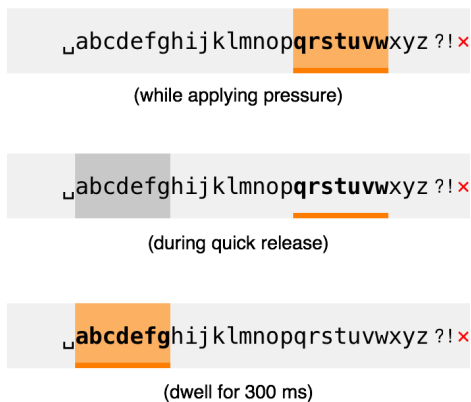 ␣abcdefghijklmnopqrstuvwxyz ?!×
(while applying pressure)
␣abcdefghijklmnopqrstuvwxyz ?!×
(during quick release)
␣abcdefghijklmnopqrstuvwxyz ?!×
(dwell for 300 ms)